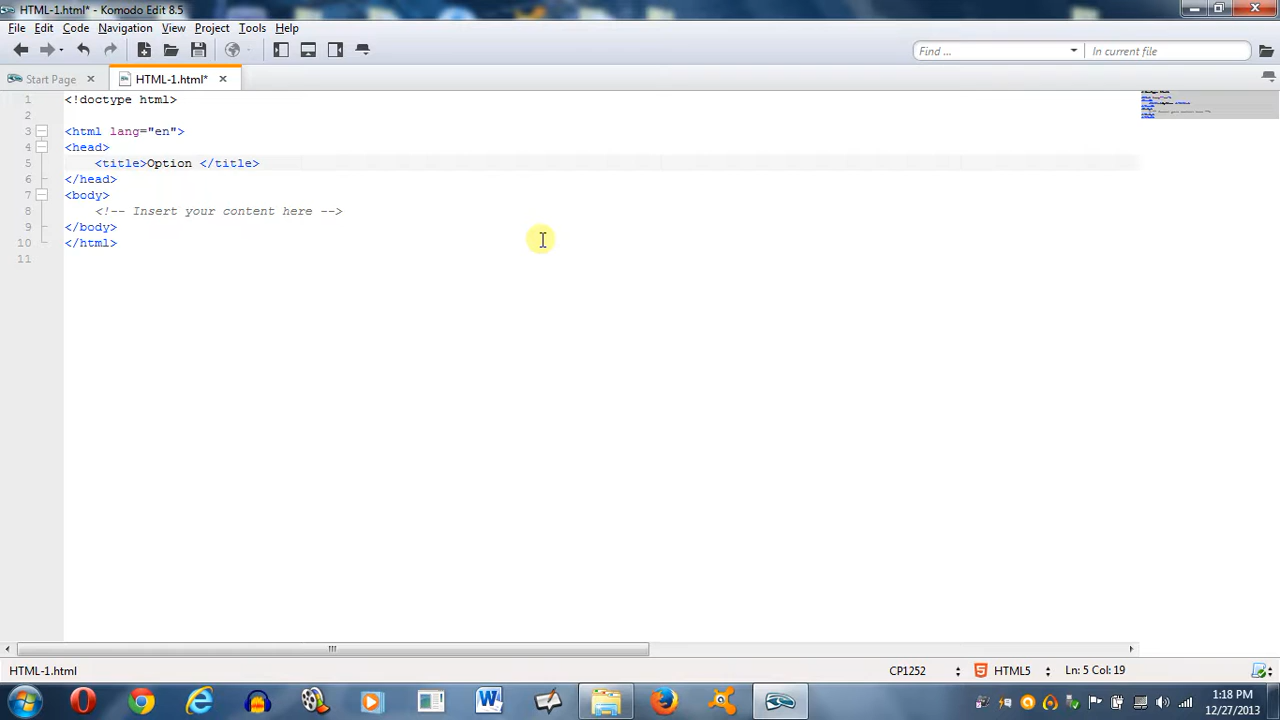 HTML-1.html* - Komodo Edit 8.5
File Edit Code Navigation View Project Tools Help
Find ... In current file
Start Page HTML-1.html*
1 <!doctype html>
2
3 <html lang="en">
4 <head>
5 <title>Option </title>
6 </head>
7 <body>
8 <!-- Insert your content here -->
9 </body>
10 </html>
11
HTML-1.html CP1252 HTML5 Ln: 5 Col: 19
1:18 PM
12/27/2013